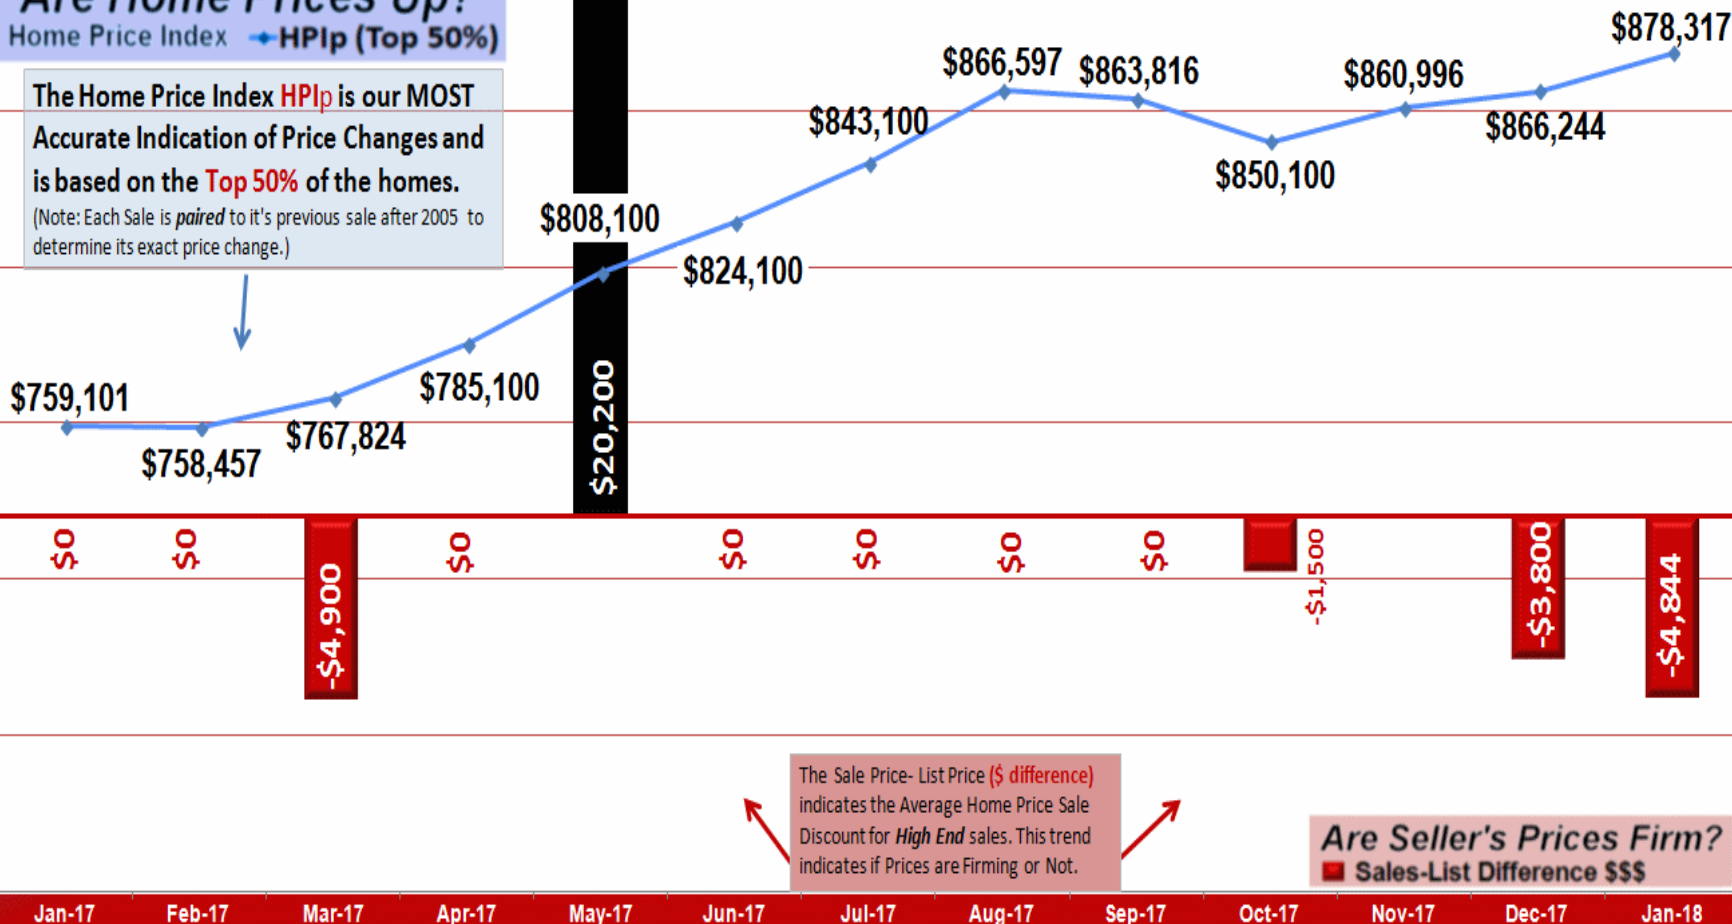 Are Home Prices Up?
Home Price Index HPIp (Top 50%)
The Home Price Index HPIp is our MOST
Accurate Indication of Price Changes and
is based on the Top 50% of the homes.
(Note: Each Sale is paired to it's previous sale after 2005 to
determine its exact price change.)
$759,101
$758,457
$767,824
$785,100
$808,100
$824,100
$843,100
$866,597
$863,816
$850,100
$860,996
$866,244
$878,317
$0
$0
-$4,900
$0
$20,200
$0
$0
$0
$0
-$1,500
-$3,800
-$4,844
The Sale Price- List Price ($ difference)
indicates the Average Home Price Sale
Discount for High End sales. This trend
indicates if Prices are Firming or Not.
Are Seller's Prices Firm?
Sales-List Difference $$$
Jan-17 Feb-17 Mar-17 Apr-17 May-17 Jun-17 Jul-17 Aug-17 Sep-17 Oct-17 Nov-17 Dec-17 Jan-18